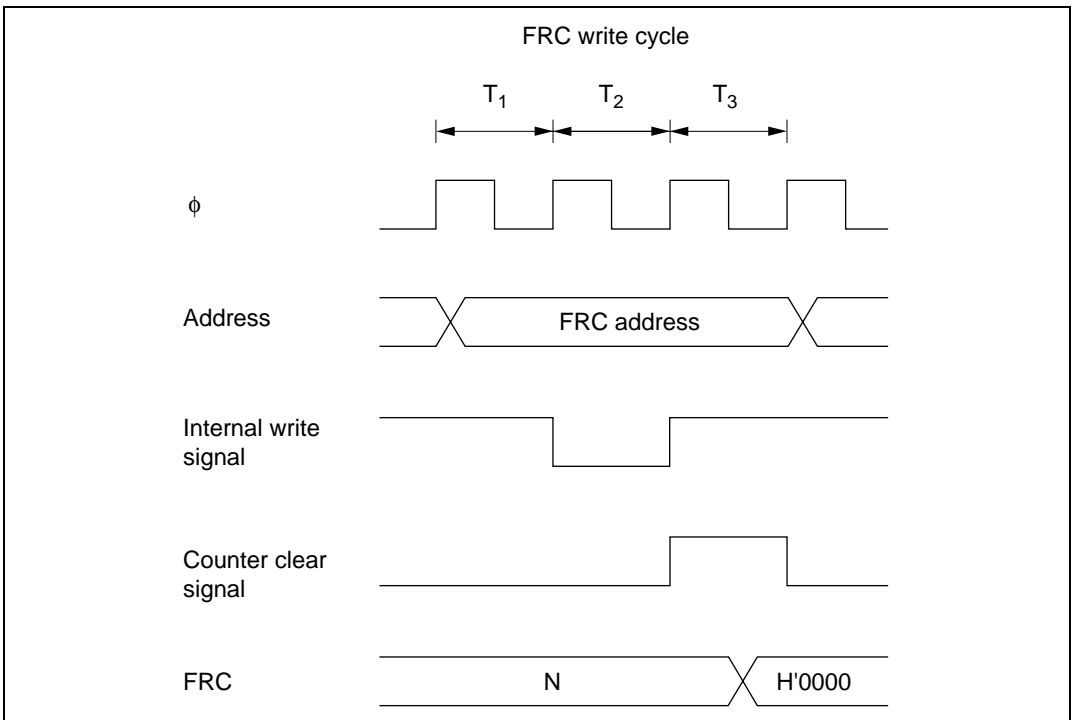 FRC write cycle
T₁ T₂ T₃
ϕ
Address
FRC address
Internal write
signal
Counter clear
signal
FRC
N
H'0000